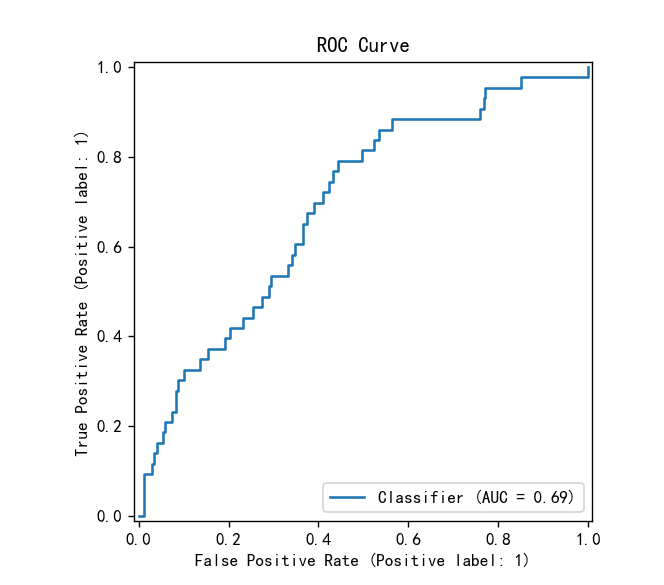 ROC Curve
True Positive Rate (Positive label: 1)
1.0
0.8
0.6
0.4
0.2
0.0
Classifier (AUC = 0.69)
0.0 0.2 0.4 0.6 0.8 1.0
False Positive Rate (Positive label: 1)